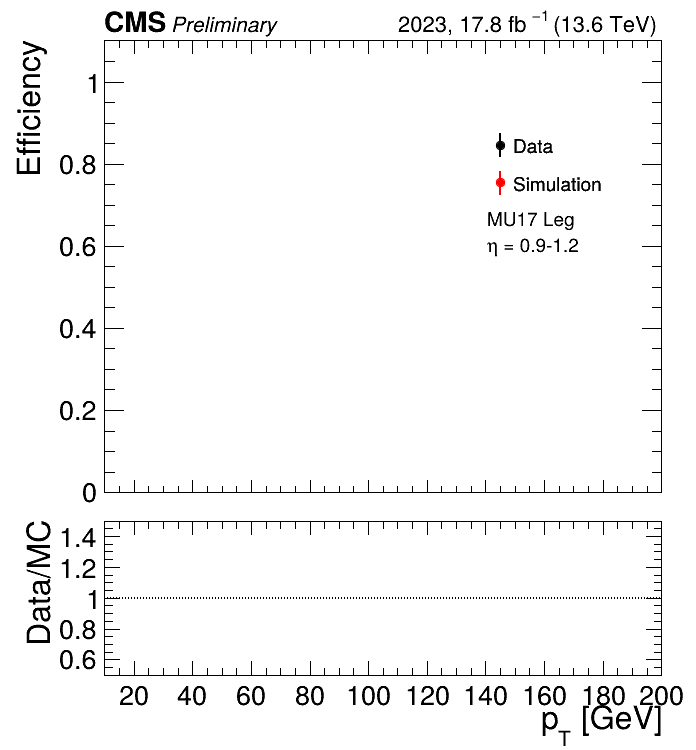 CMS Preliminary 2023, 17.8 fb⁻¹ (13.6 TeV)
Efficiency
1
0.8
0.6
0.4
0.2
0
Data
Simulation
MU17 Leg
η = 0.9-1.2
Data/MC
1.4
1.2
1
0.8
0.6
20 40 60 80 100 120 140 160 180 200
p_T [GeV]